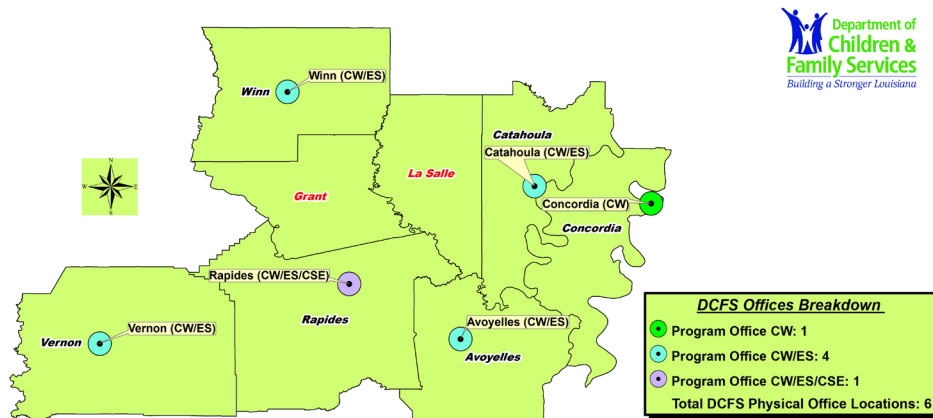 Department of
Children &
Family Services
Building a Stronger Louisiana
Winn (CW/ES)
Winn
Catahoula
Catahoula (CW/ES)
La Salle
Grant
N
W E
S
Concordia (CW)
Concordia
Rapides (CW/ES/CSE)
Rapides
Vernon (CW/ES)
Vernon
Avoyelles (CW/ES)
Avoyelles
DCFS Offices Breakdown
Program Office CW: 1
Program Office CW/ES: 4
Program Office CW/ES/CSE: 1
Total DCFS Physical Office Locations: 6